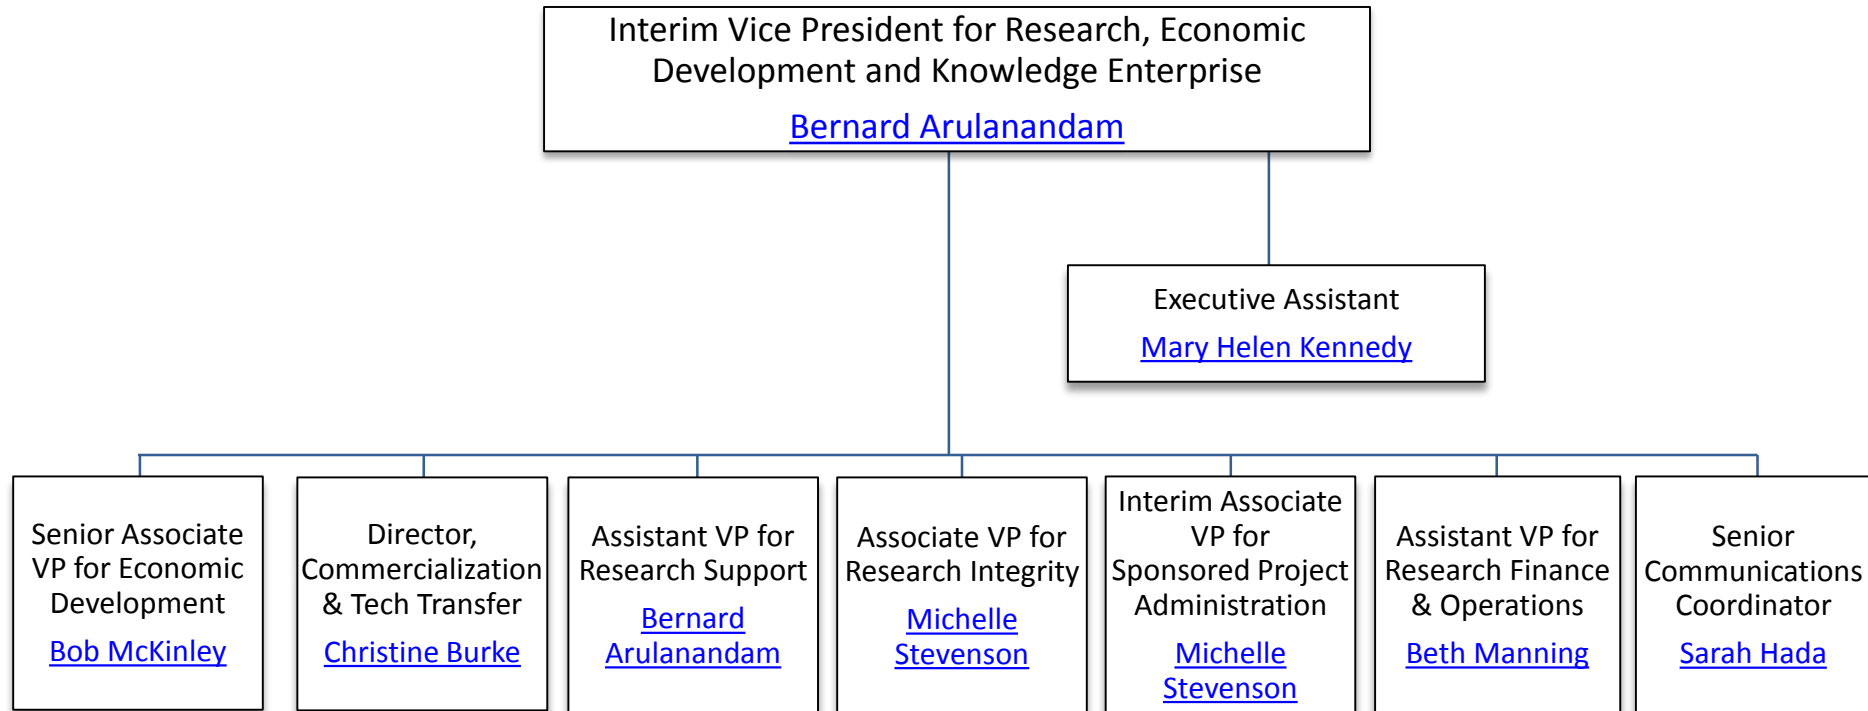 Interim Vice President for Research, Economic
Development and Knowledge Enterprise
Bernard Arulanandam
Executive Assistant
Mary Helen Kennedy
Senior Associate
VP for Economic
Development
Bob McKinley
Director,
Commercialization
& Tech Transfer
Christine Burke
Assistant VP for
Research Support
Bernard
Arulanandam
Associate VP for
Research Integrity
Michelle
Stevenson
Interim Associate
VP for
Sponsored Project
Administration
Michelle
Stevenson
Assistant VP for
Research Finance
& Operations
Beth Manning
Senior
Communications
Coordinator
Sarah Hada